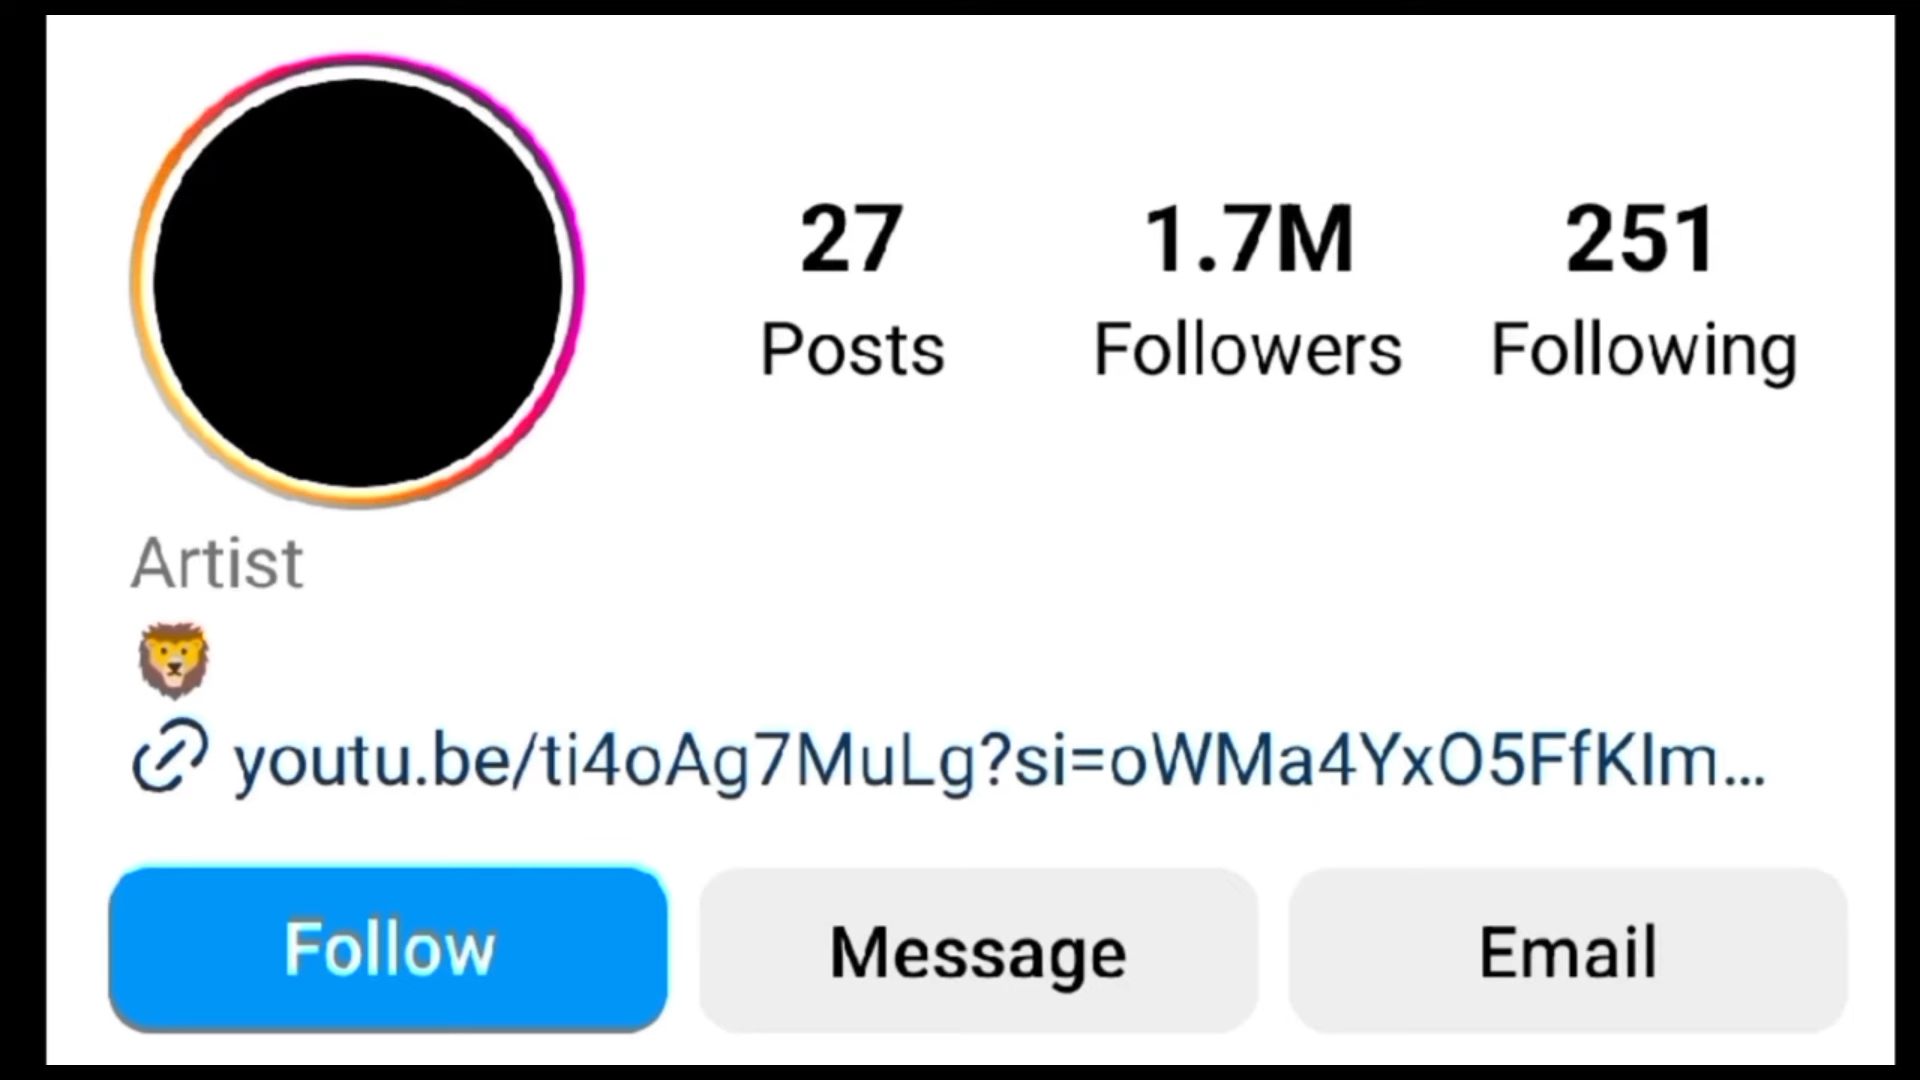 27 1.7M 251
Posts Followers Following
Artist
youtu.be/ti4oAg7MuLg?si=oWMa4YxO5FfKIm...
Follow Message Email